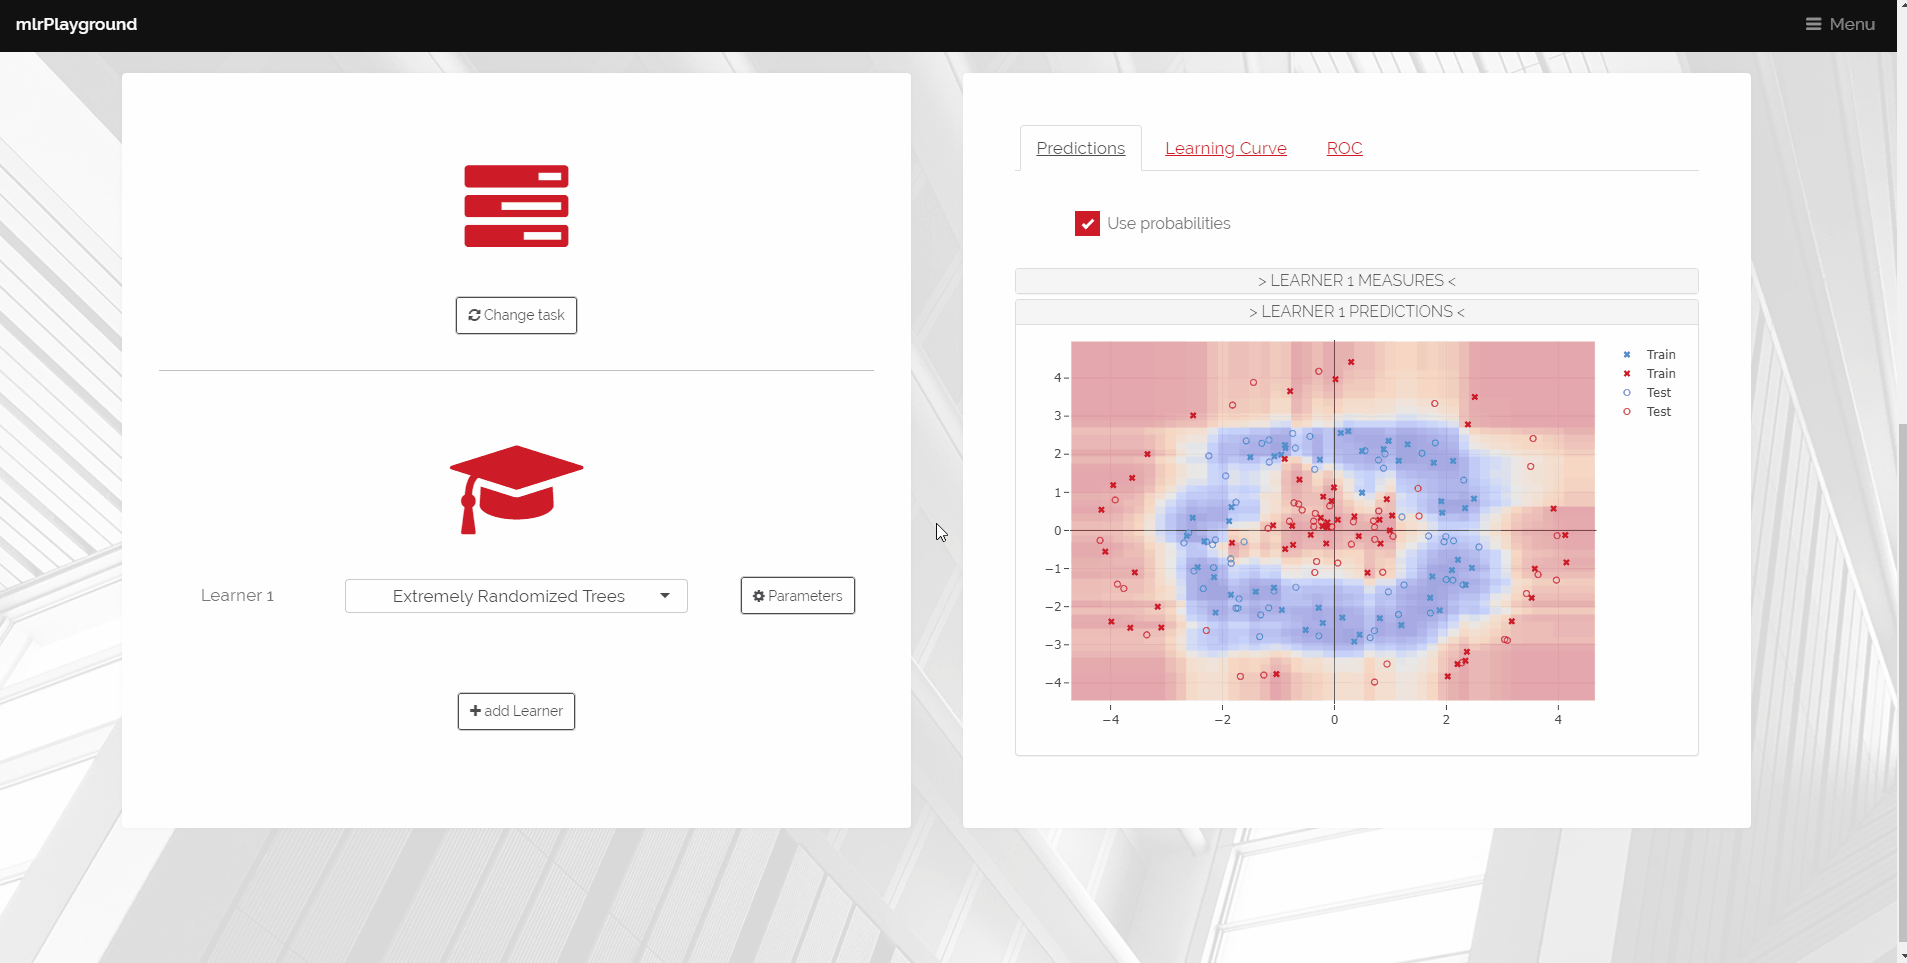 mlrPlayground
Menu
Change task
Learner 1
Extremely Randomized Trees
Parameters
add Learner
Predictions
Learning Curve
ROC
Use probabilities
> LEARNER 1 MEASURES <
> LEARNER 1 PREDICTIONS <
4
3
2
1
0
−1
−2
−3
−4
−4
−2
0
2
4
Train
Train
Test
Test